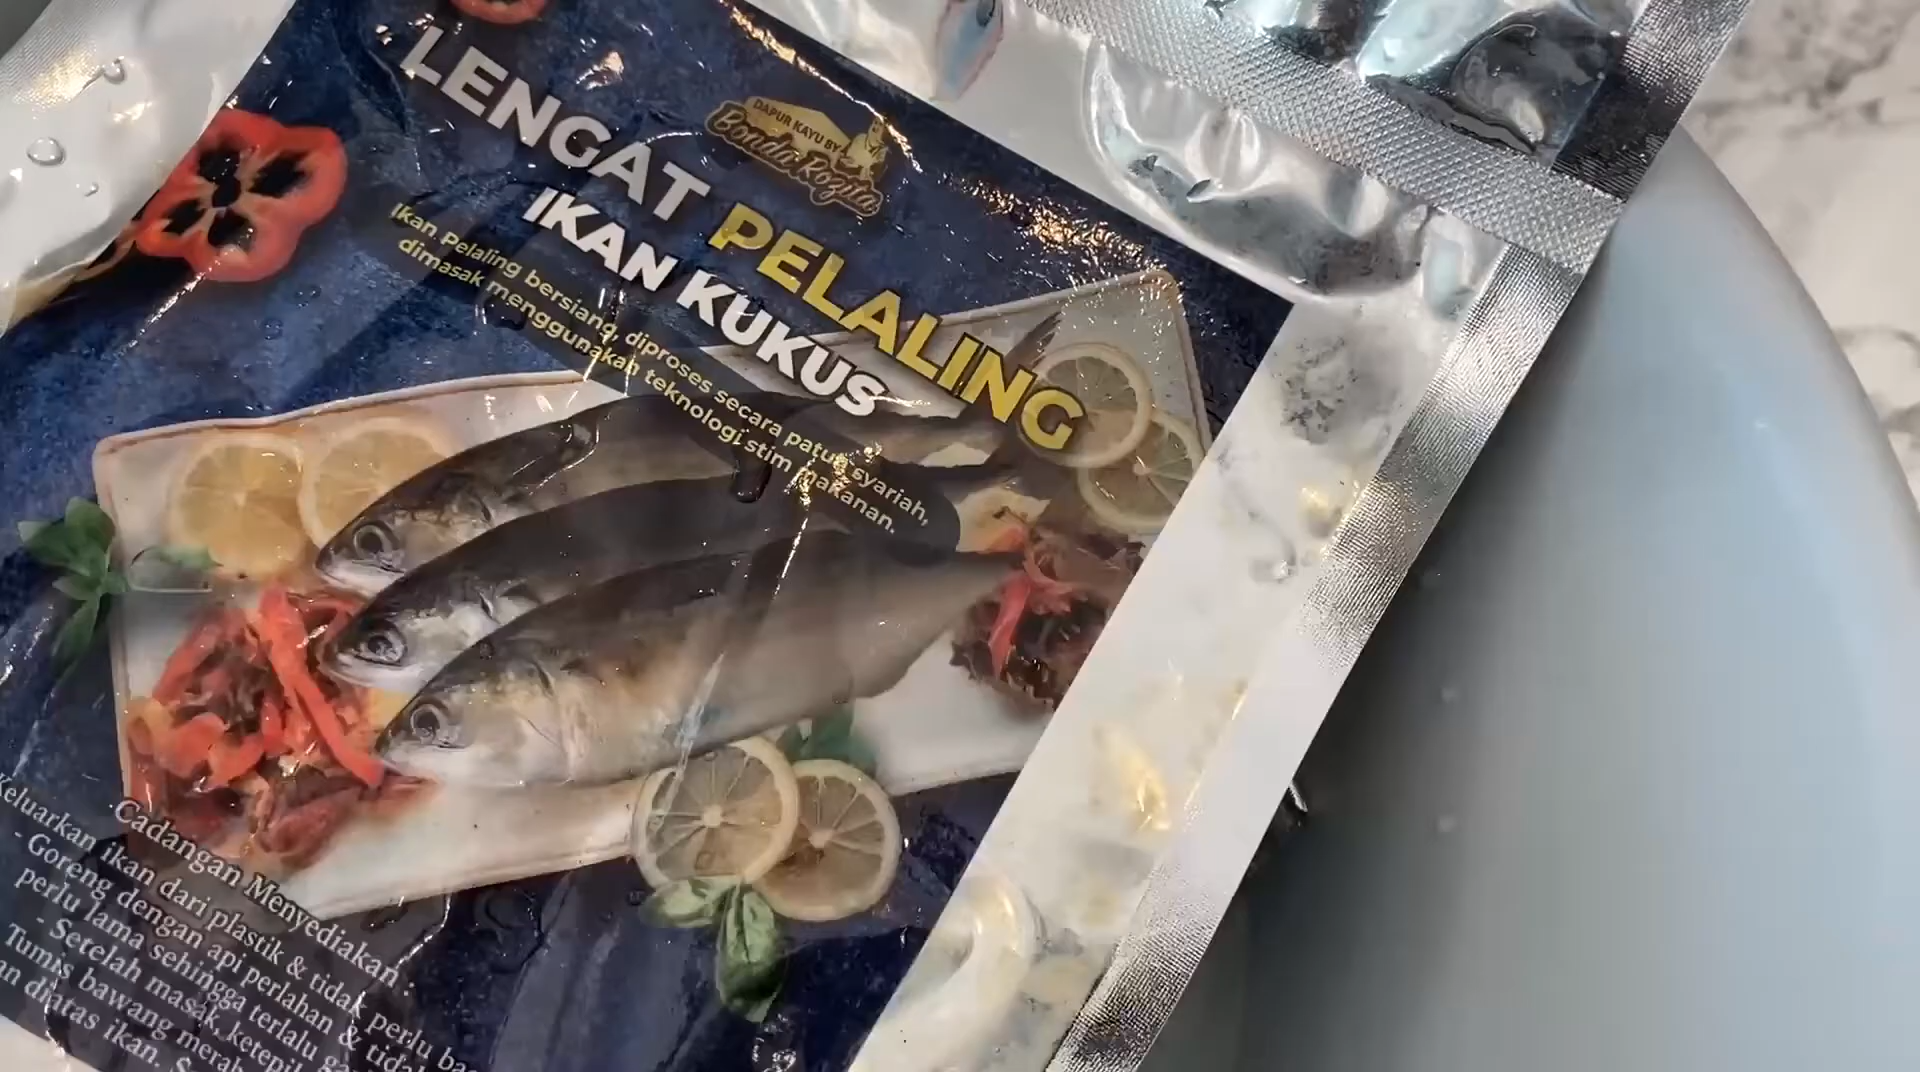 DAPUR KAYU BY
Bonda Rozita
LENGAT PELALING
IKAN KUKUS
Ikan Pelaling bersiang, diproses secara patuh syariah,
dimasak menggunakan teknologi stim makanan.
Cadangan Menyediakan :
Keluarkan ikan dari plastik & tidak perlu
- Goreng dengan api perlahan &
perlu lama sehingga terlalu
- Setelah masak,
Tumis bawang merah
diatas ikan.